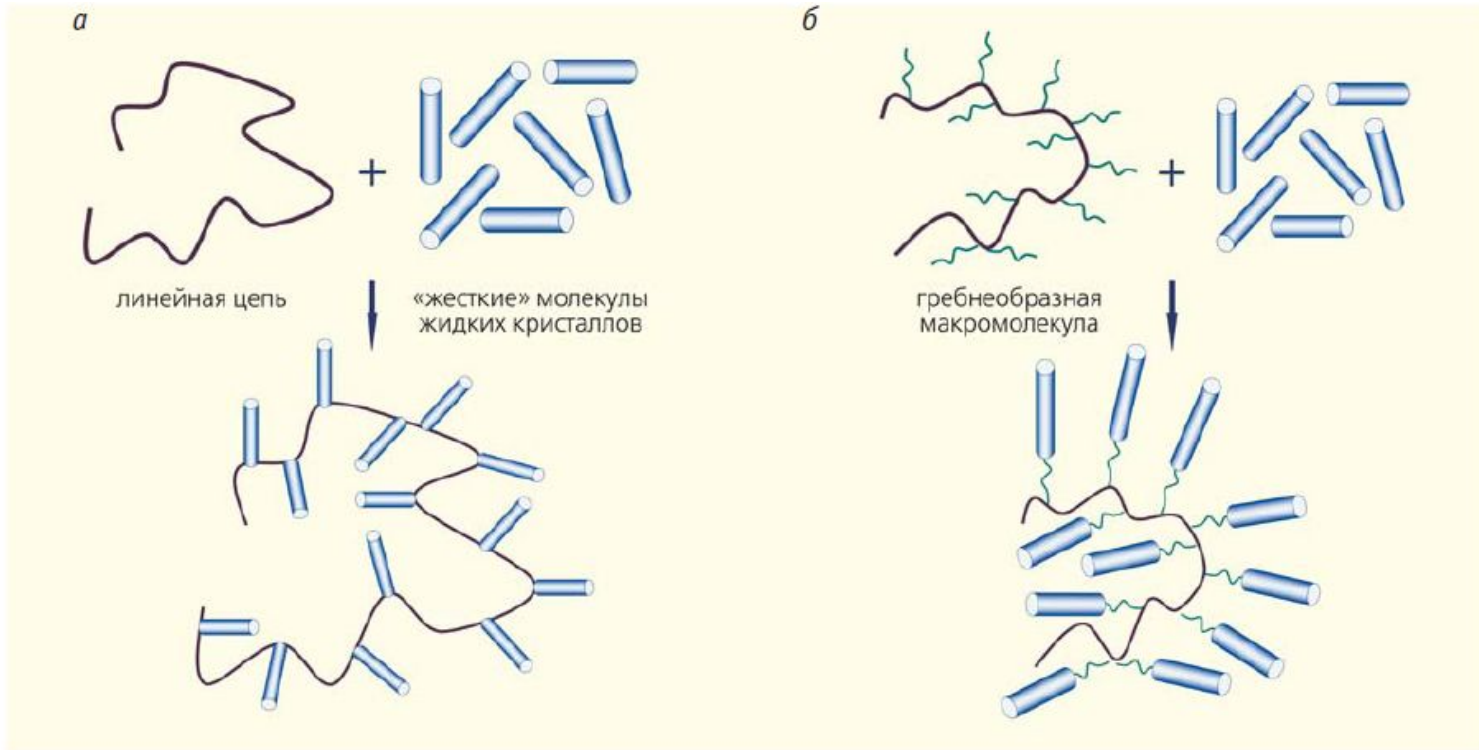 а
б
+
+
линейная цепь
«жесткие» молекулы
жидких кристаллов
гребнеобразная
макромолекула